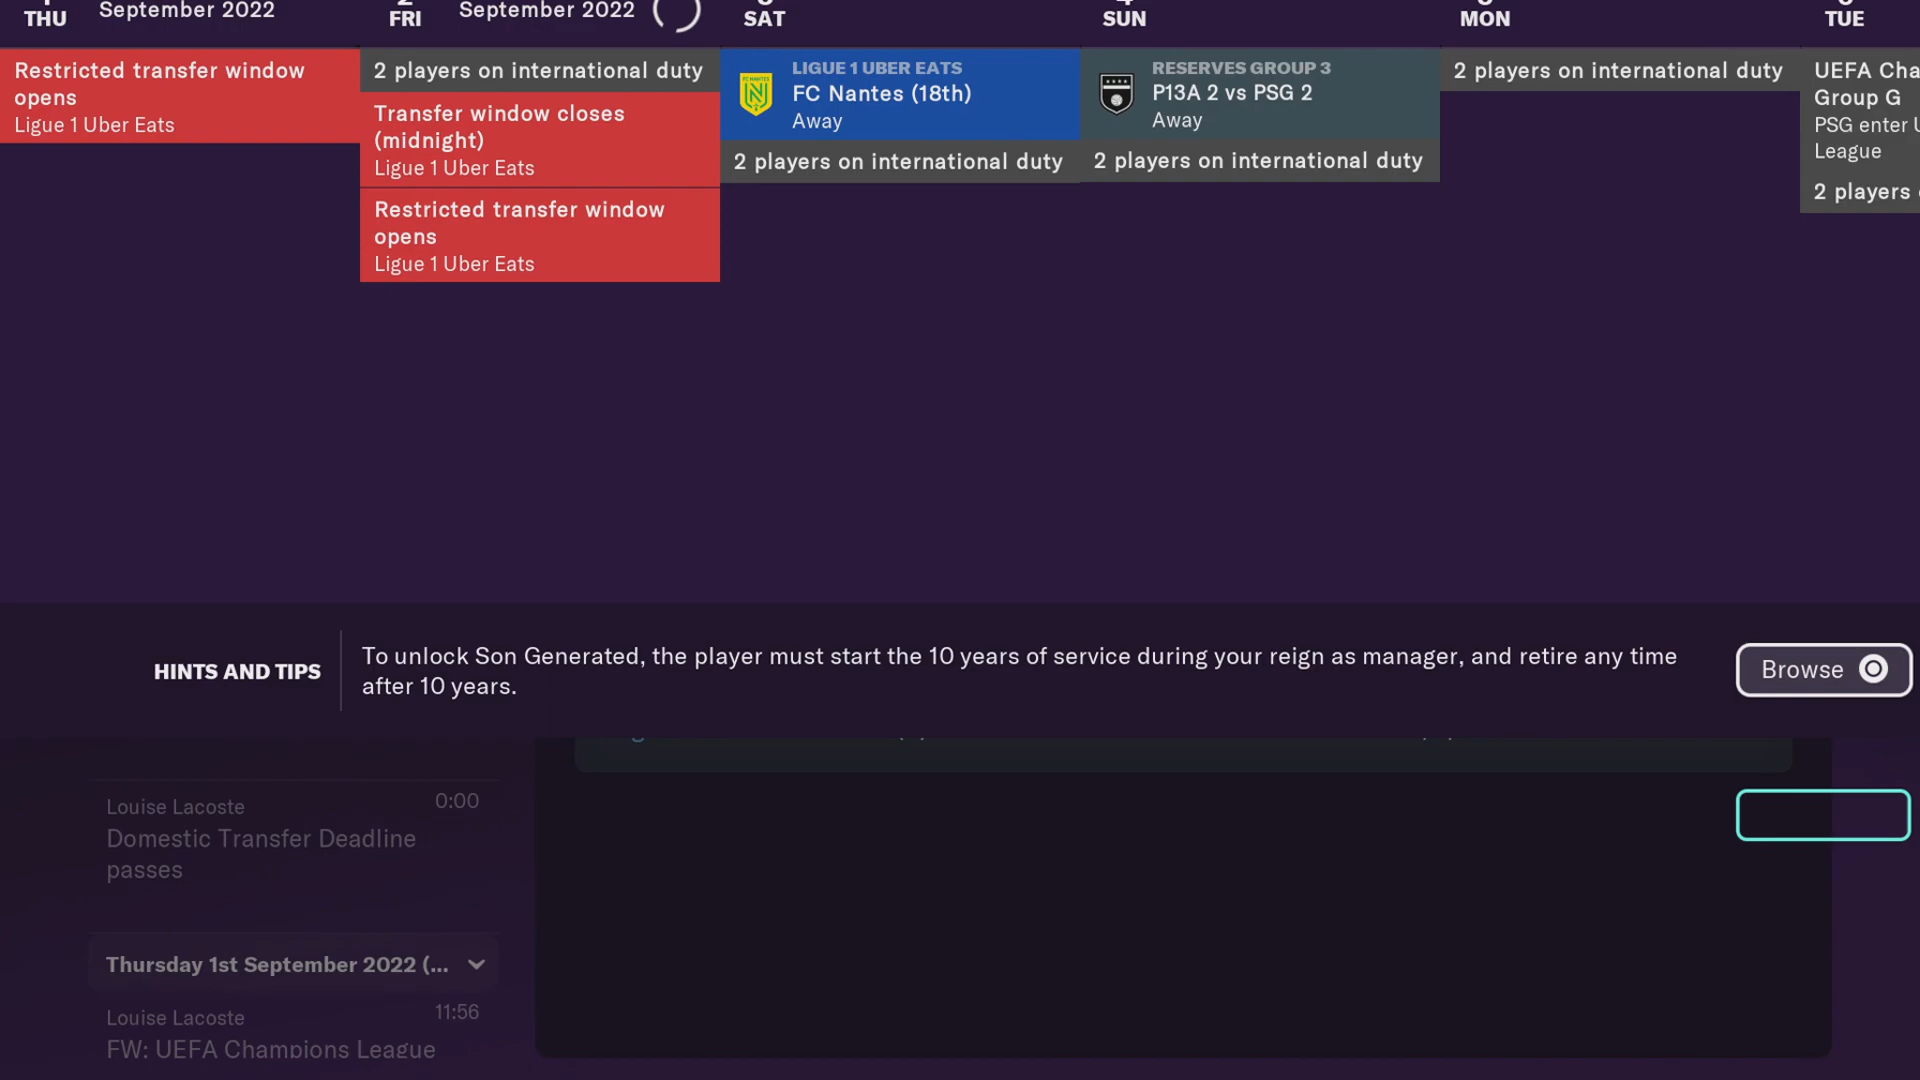 THU
September 2022
FRI
September 2022
SAT
SUN
MON
TUE
Restricted transfer window
opens
Ligue 1 Uber Eats
2 players on international duty
Transfer window closes
(midnight)
Ligue 1 Uber Eats
Restricted transfer window
opens
Ligue 1 Uber Eats
LIGUE 1 UBER EATS
FC Nantes (18th)
Away
2 players on international duty
RESERVES GROUP 3
P13A 2 vs PSG 2
Away
2 players on international duty
2 players on international duty
UEFA Cha
Group G
PSG enter U
League
2 players
HINTS AND TIPS
To unlock Son Generated, the player must start the 10 years of service during your reign as manager, and retire any time
after 10 years.
Browse
Louise Lacoste
0:00
Domestic Transfer Deadline
passes
Thursday 1st September 2022 (...
Louise Lacoste
11:56
FW: UEFA Champions League